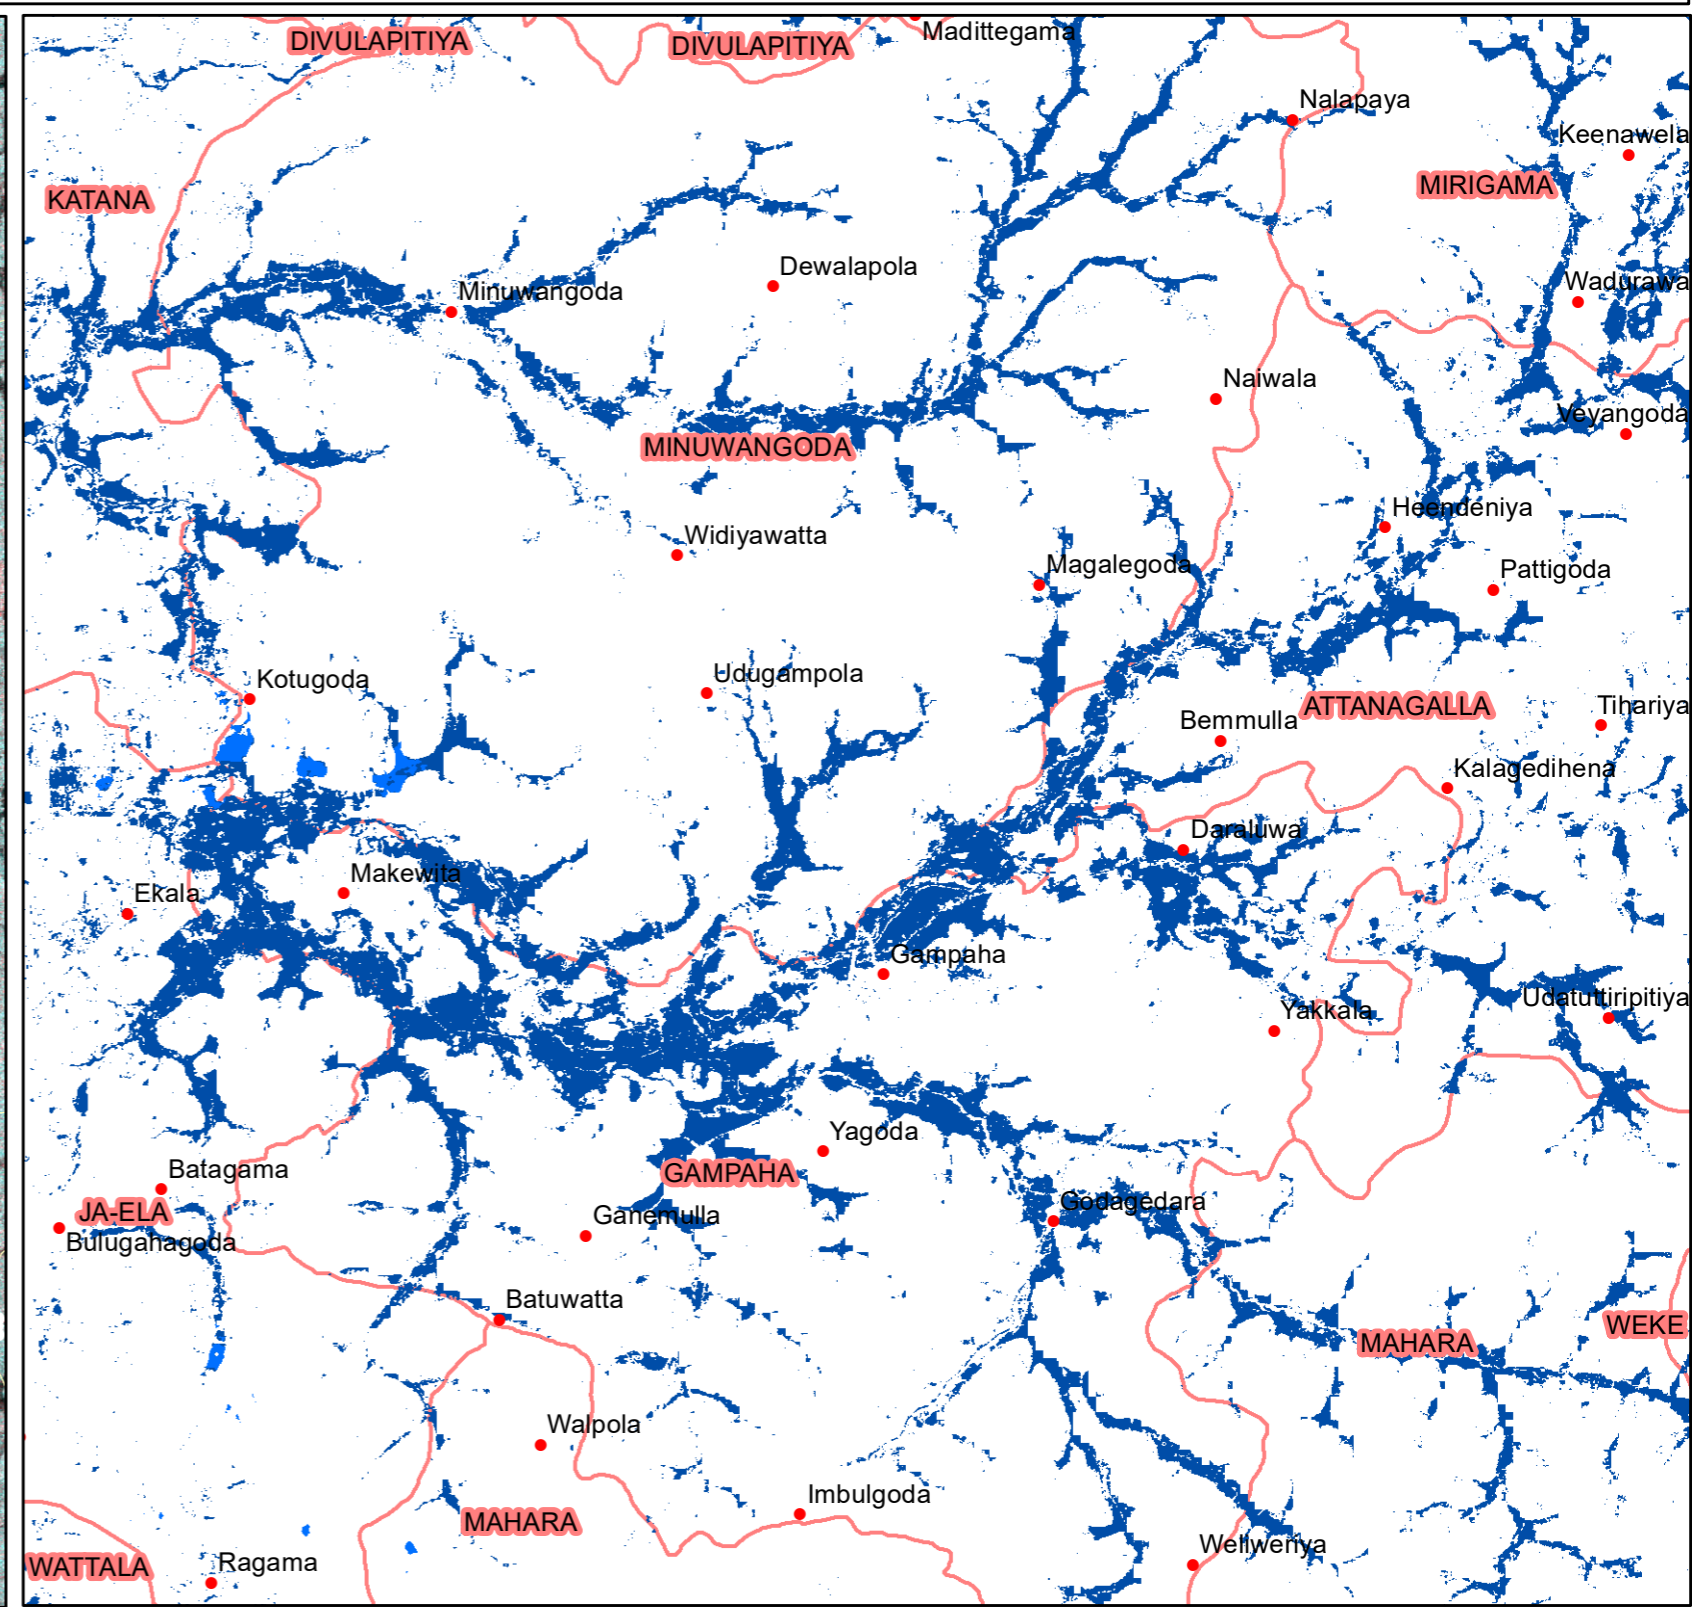 Madittegama
DIVULAPITIYA
DIVULAPITIYA
Nalapaya
Keenawela
MIRIGAMA
KATANA
Dewalapola
Wadurawa
Minuwangoda
Naiwala
Veyangoda
MINUWANGODA
Heendeniya
Widiyawatta
Magalegoda
Pattigoda
Kotugoda
Udugampola
ATTANAGALLA
Tihariya
Bemmulla
Kalagedihena
Daraluwa
Makewita
Ekala
Gampaha
Udatuttiripitiya
Yakkala
Yagoda
Batagama
GAMPAHA
Godagedara
JA-ELA
Ganemulla
Bulugahagoda
Batuwatta
WEKE
MAHARA
Walpola
Imbulgoda
MAHARA
Weliweriya
Ragama
WATTALA